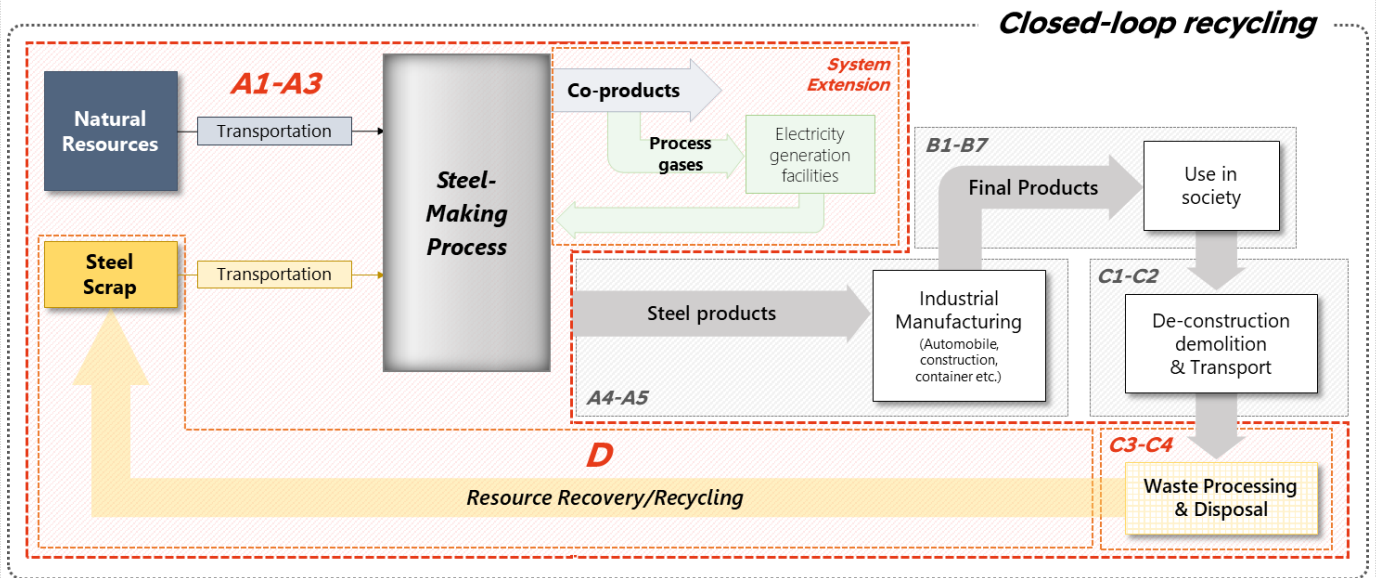 Closed-loop recycling
A1-A3
Natural
Resources
Transportation
Steel-
Making
Process
Co-products
System
Extension
Process
gases
Electricity
generation
facilities
B1-B7
Final Products
Use in
society
Steel
Scrap
Transportation
Steel products
Industrial
Manufacturing
(Automobile,
construction,
container etc.)
A4-A5
C1-C2
De-construction
demolition
& Transport
D
Resource Recovery/Recycling
C3-C4
Waste Processing
& Disposal